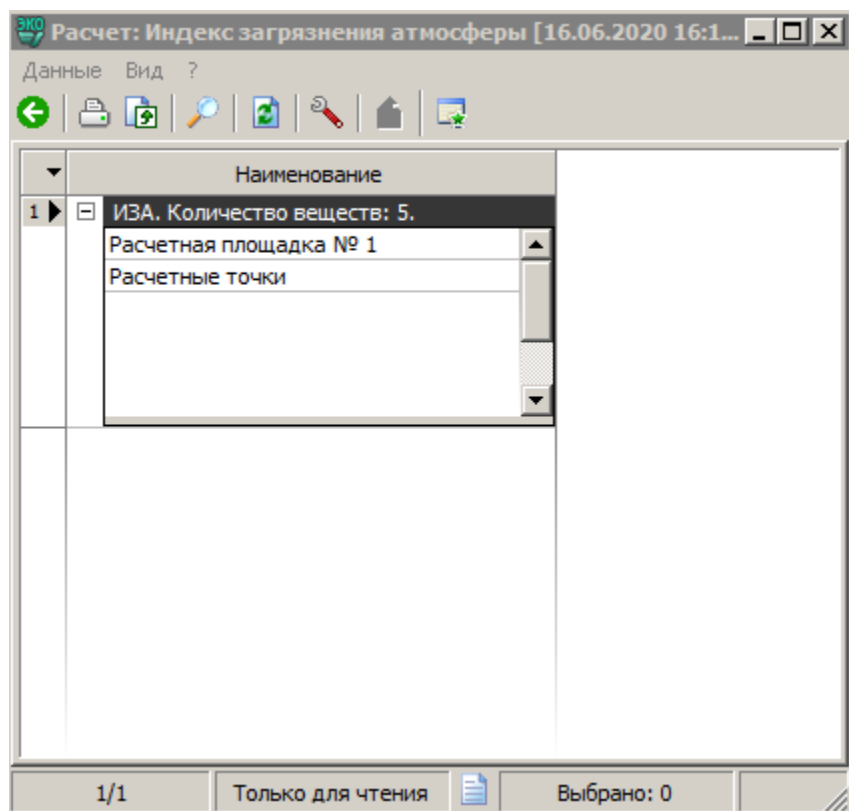 ЭКО Расчет: Индекс загрязнения атмосферы [16.06.2020 16:1...
Данные Вид ?
Наименование
1 ИЗА. Количество веществ: 5.
Расчетная площадка № 1
Расчетные точки
1/1 Только для чтения Выбрано: 0